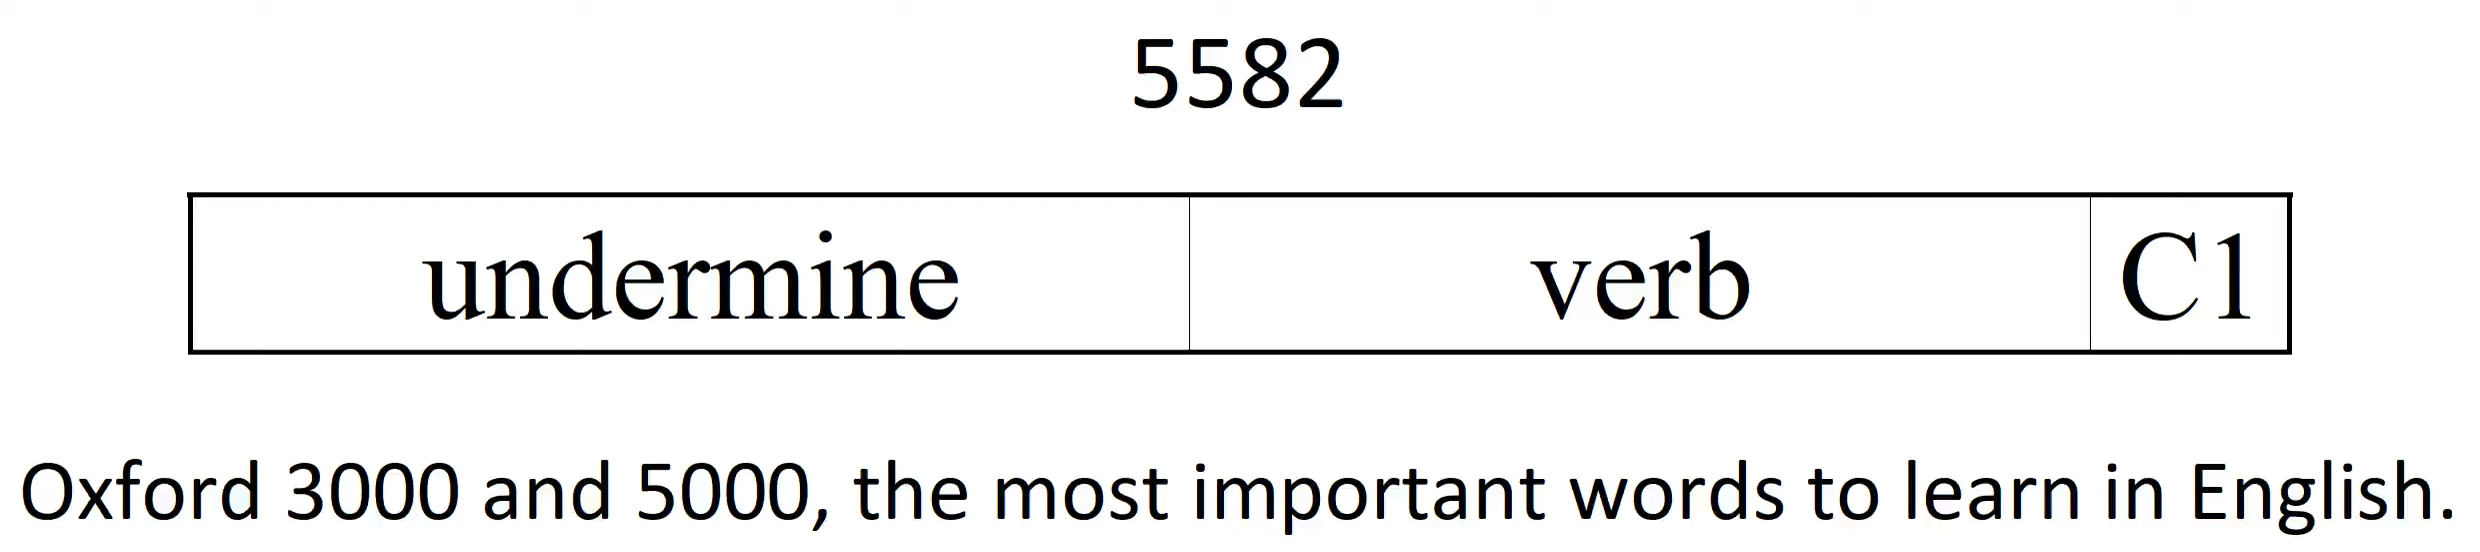 5582
undermine verb C1
Oxford 3000 and 5000, the most important words to learn in English.